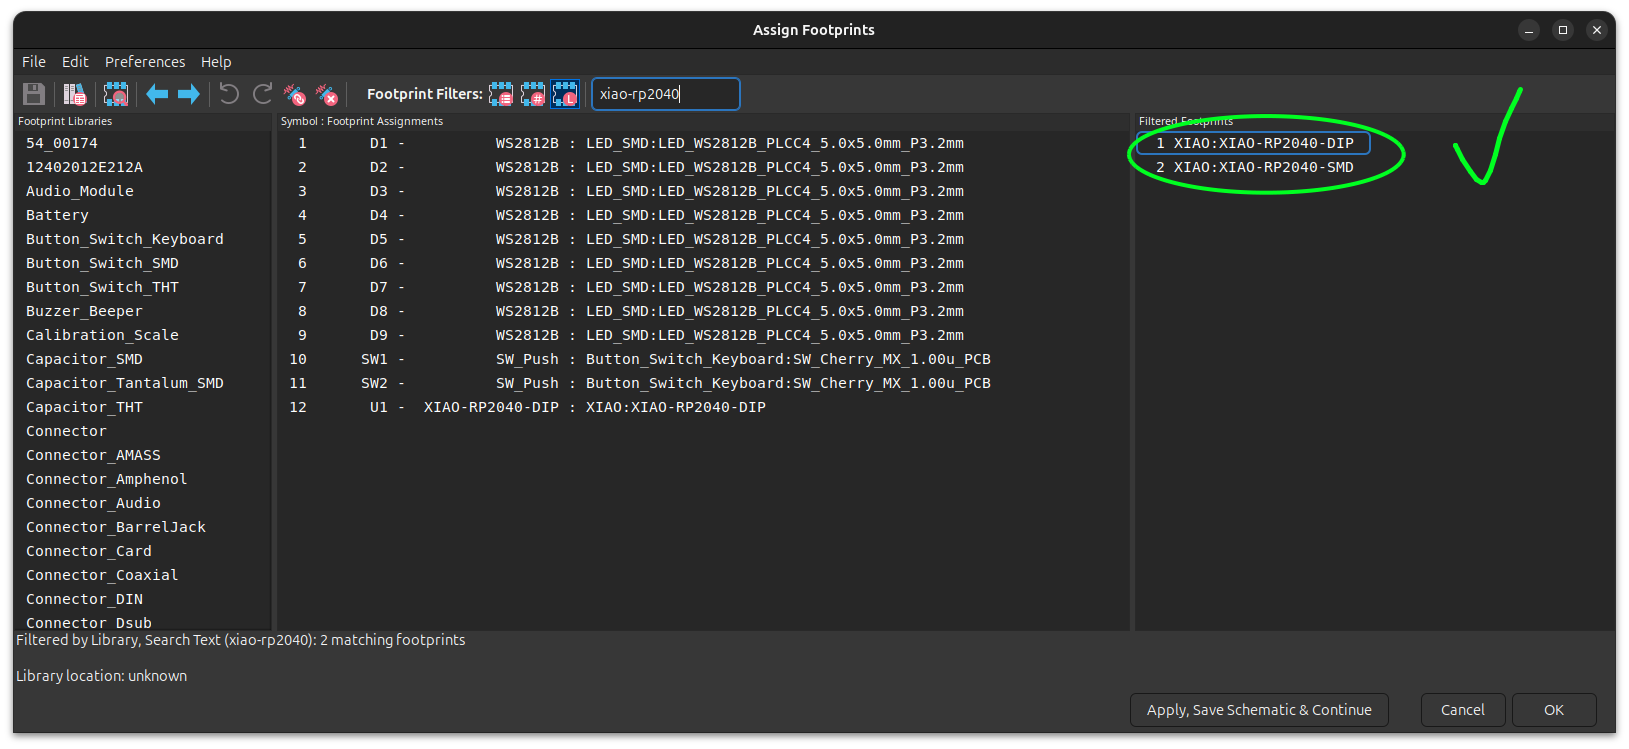 Assign Footprints
File Edit Preferences Help
Footprint Filters: xiao-rp2040
Footprint Libraries
54_00174
12402012E212A
Audio_Module
Battery
Button_Switch_Keyboard
Button_Switch_SMD
Button_Switch_THT
Buzzer_Beeper
Calibration_Scale
Capacitor_SMD
Capacitor_Tantalum_SMD
Capacitor_THT
Connector
Connector_AMASS
Connector_Amphenol
Connector_Audio
Connector_BarrelJack
Connector_Card
Connector_Coaxial
Connector_DIN
Connector_Dsub
Symbol : Footprint Assignments
1 D1 - WS2812B : LED_SMD:LED_WS2812B_PLCC4_5.0x5.0mm_P3.2mm
2 D2 - WS2812B : LED_SMD:LED_WS2812B_PLCC4_5.0x5.0mm_P3.2mm
3 D3 - WS2812B : LED_SMD:LED_WS2812B_PLCC4_5.0x5.0mm_P3.2mm
4 D4 - WS2812B : LED_SMD:LED_WS2812B_PLCC4_5.0x5.0mm_P3.2mm
5 D5 - WS2812B : LED_SMD:LED_WS2812B_PLCC4_5.0x5.0mm_P3.2mm
6 D6 - WS2812B : LED_SMD:LED_WS2812B_PLCC4_5.0x5.0mm_P3.2mm
7 D7 - WS2812B : LED_SMD:LED_WS2812B_PLCC4_5.0x5.0mm_P3.2mm
8 D8 - WS2812B : LED_SMD:LED_WS2812B_PLCC4_5.0x5.0mm_P3.2mm
9 D9 - WS2812B : LED_SMD:LED_WS2812B_PLCC4_5.0x5.0mm_P3.2mm
10 SW1 - SW_Push : Button_Switch_Keyboard:SW_Cherry_MX_1.00u_PCB
11 SW2 - SW_Push : Button_Switch_Keyboard:SW_Cherry_MX_1.00u_PCB
12 U1 - XIAO-RP2040-DIP : XIAO:XIAO-RP2040-DIP
Filtered Footprints
1 XIAO:XIAO-RP2040-DIP
2 XIAO:XIAO-RP2040-SMD
Filtered by Library, Search Text (xiao-rp2040): 2 matching footprints
Library location: unknown
Apply, Save Schematic & Continue Cancel OK